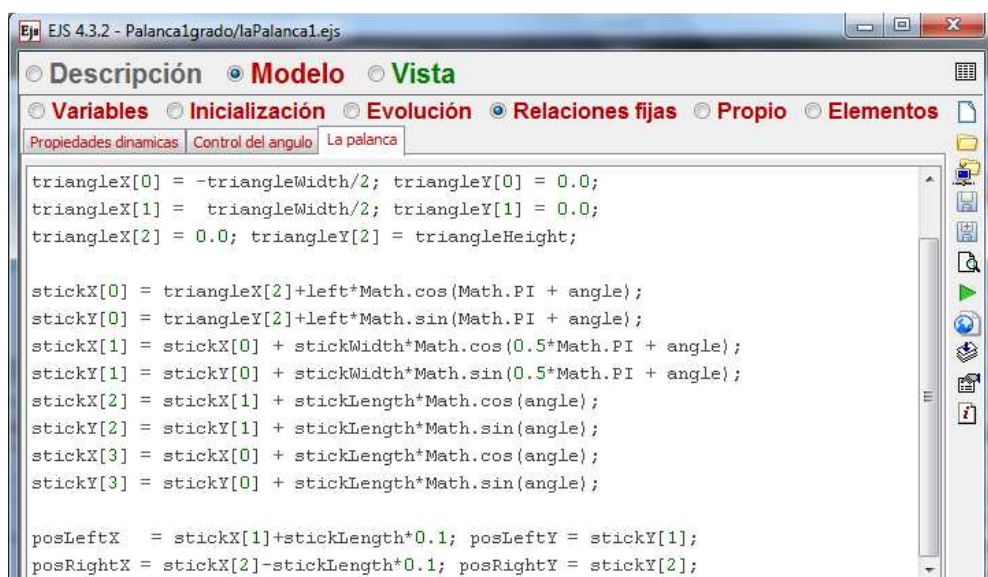 EJS 4.3.2 - Palanca1grado/laPalanca1.ejs
Descripción Modelo Vista
Variables Inicialización Evolución Relaciones fijas Propio Elementos
Propiedades dinamicas Control del angulo La palanca
triangleX[0] = -triangleWidth/2; triangleY[0] = 0.0;
triangleX[1] =  triangleWidth/2; triangleY[1] = 0.0;
triangleX[2] = 0.0; triangleY[2] = triangleHeight;
stickX[0] = triangleX[2]+left*Math.cos(Math.PI + angle);
stickY[0] = triangleY[2]+left*Math.sin(Math.PI + angle);
stickX[1] = stickX[0] + stickWidth*Math.cos(0.5*Math.PI + angle);
stickY[1] = stickY[0] + stickWidth*Math.sin(0.5*Math.PI + angle);
stickX[2] = stickX[1] + stickLength*Math.cos(angle);
stickY[2] = stickY[1] + stickLength*Math.sin(angle);
stickX[3] = stickX[0] + stickLength*Math.cos(angle);
stickY[3] = stickY[0] + stickLength*Math.sin(angle);
posLeftX  = stickX[1]+stickLength*0.1; posLeftY = stickY[1];
posRightX = stickX[2]-stickLength*0.1; posRightY = stickY[2];